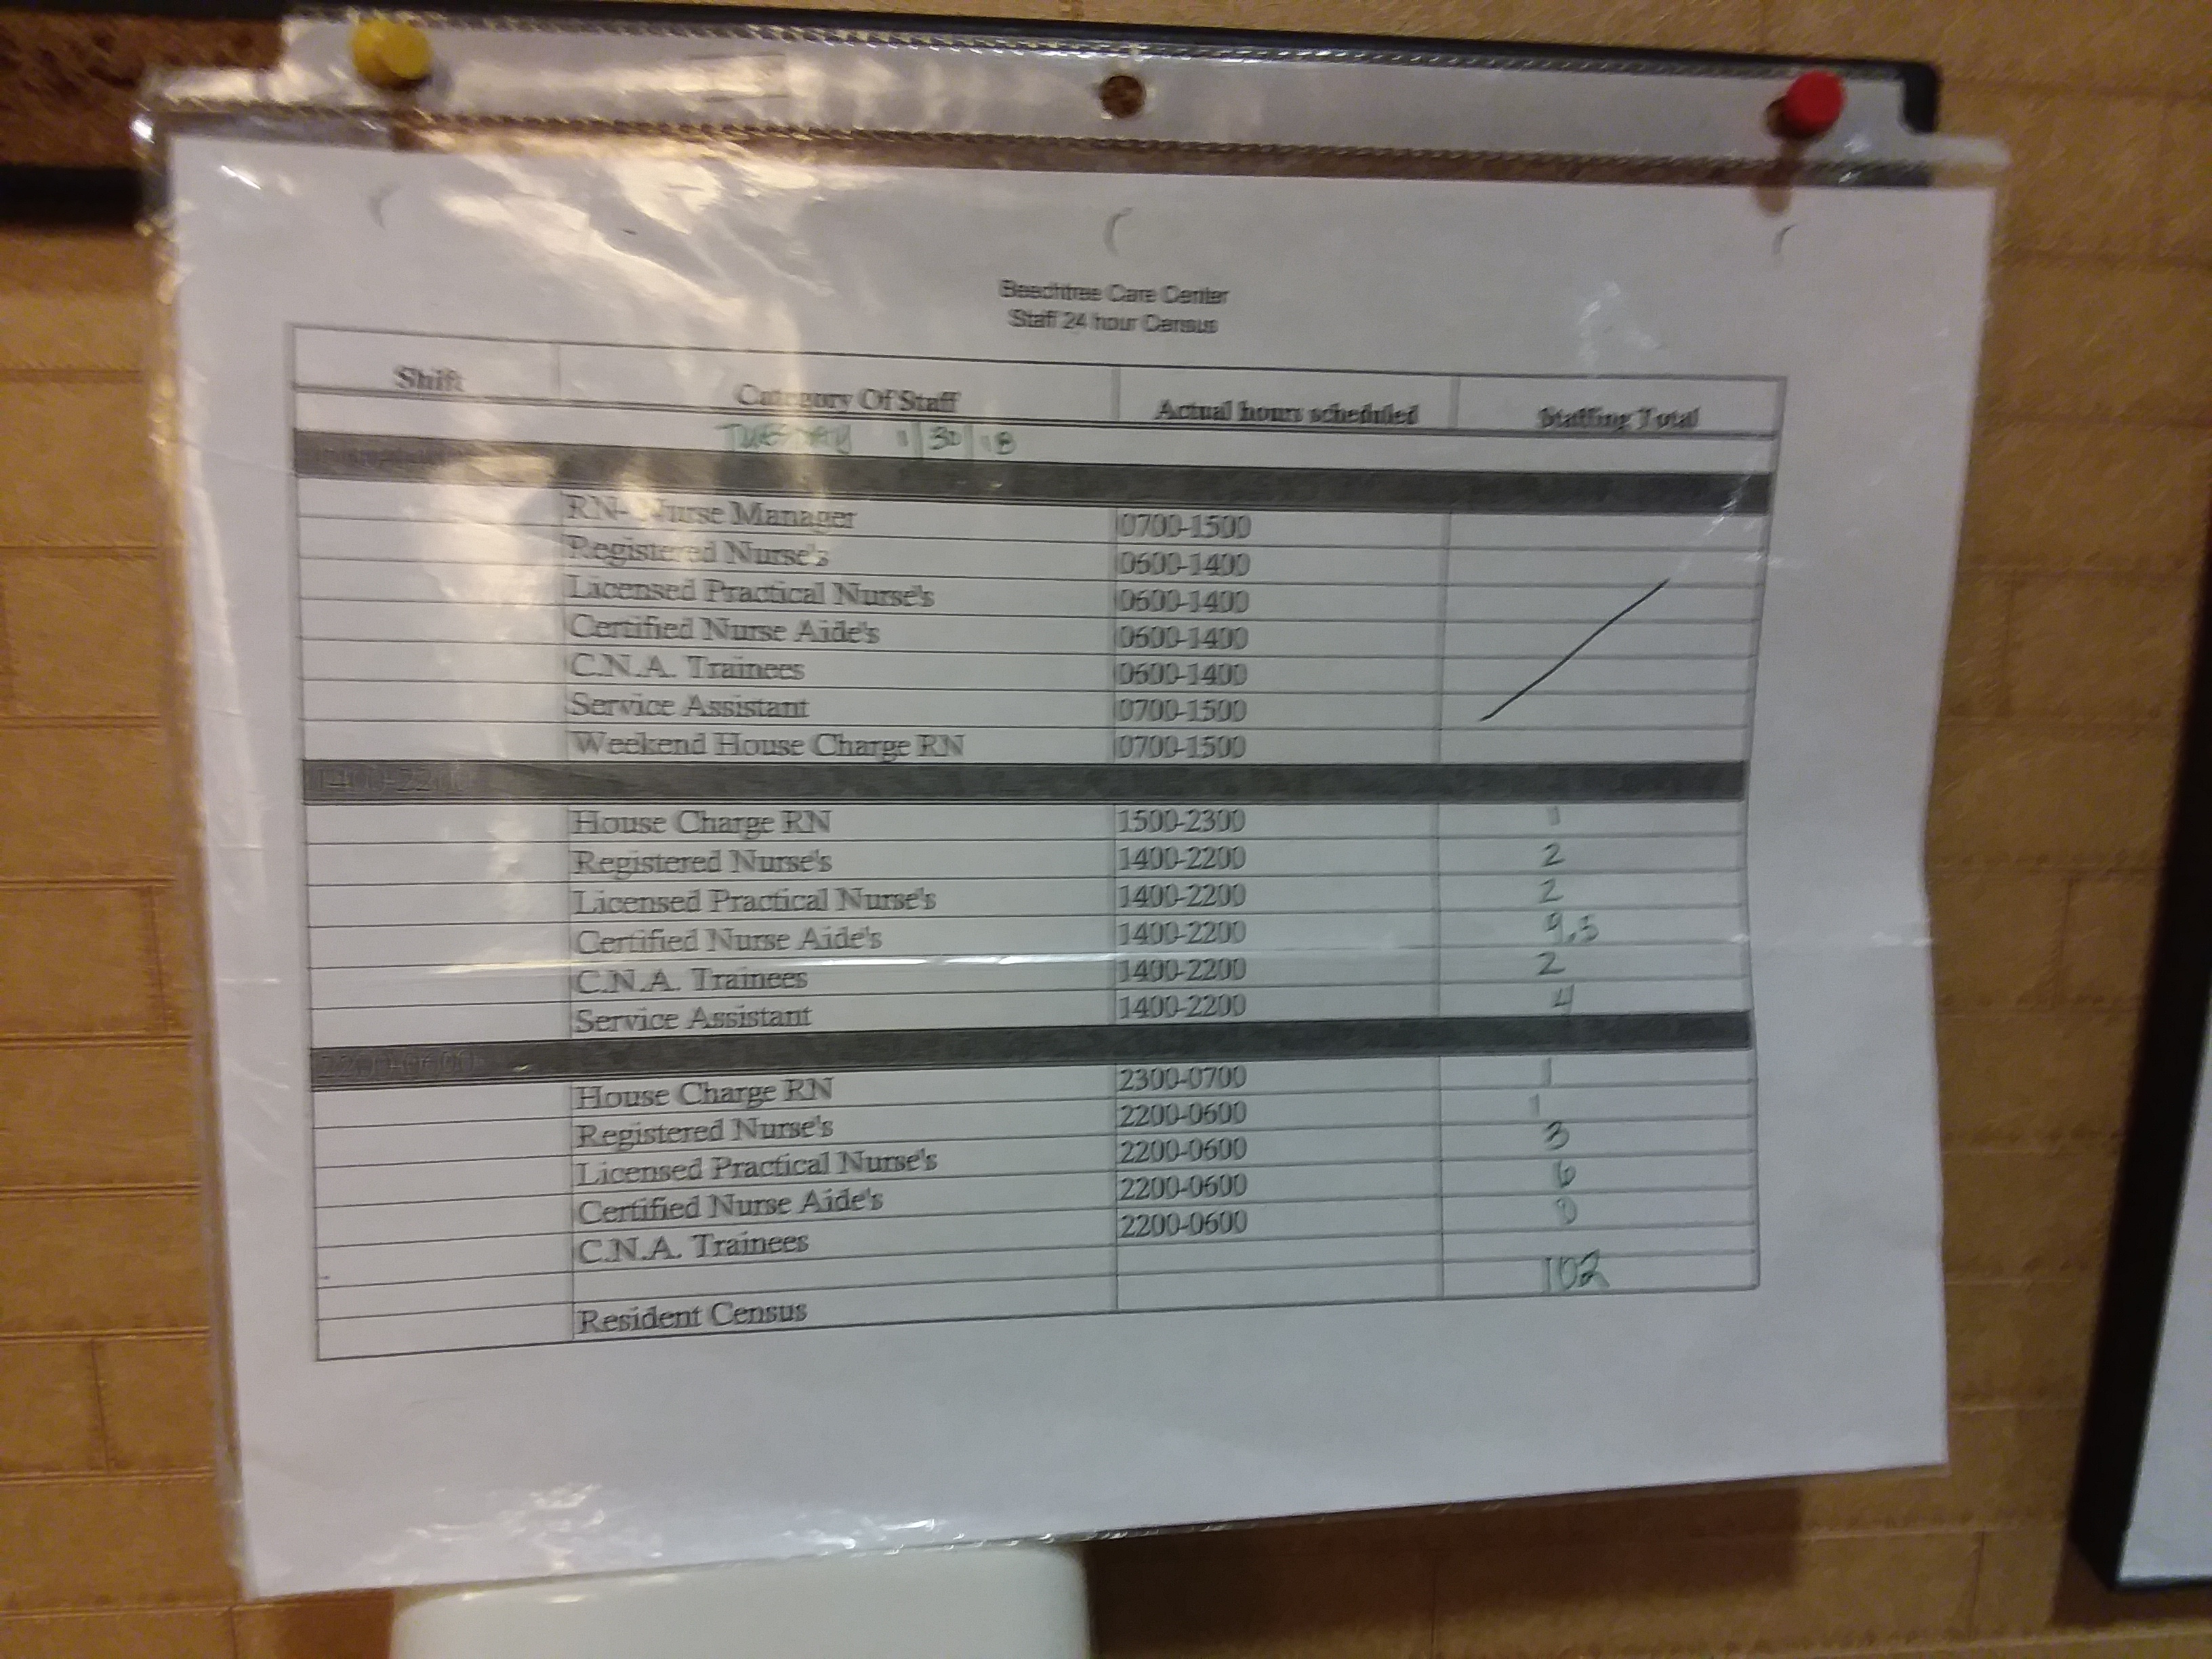 Beechtree Care Center
Staff 24 hour Census
Shift Category Of Staff Actual hours scheduled Staffing Total
TUESDAY 1/30/18
RN- Nurse Manager 0700-1500
Registered Nurse's 0600-1400
Licensed Practical Nurse's 0600-1400
Certified Nurse Aide's 0600-1400
C.N.A. Trainees 0600-1400
Service Assistant 0700-1500
Weekend House Charge RN 0700-1500
1400-2200
House Charge RN 1500-2300 1
Registered Nurse's 1400-2200 2
Licensed Practical Nurse's 1400-2200 2
Certified Nurse Aide's 1400-2200 9.5
C.N.A. Trainees 1400-2200 2
Service Assistant 1400-2200 4
2200-0600
House Charge RN 2300-0700 1
Registered Nurse's 2200-0600 1
Licensed Practical Nurse's 2200-0600 3
Certified Nurse Aide's 2200-0600 6
C.N.A. Trainees 2200-0600 0
Resident Census 102